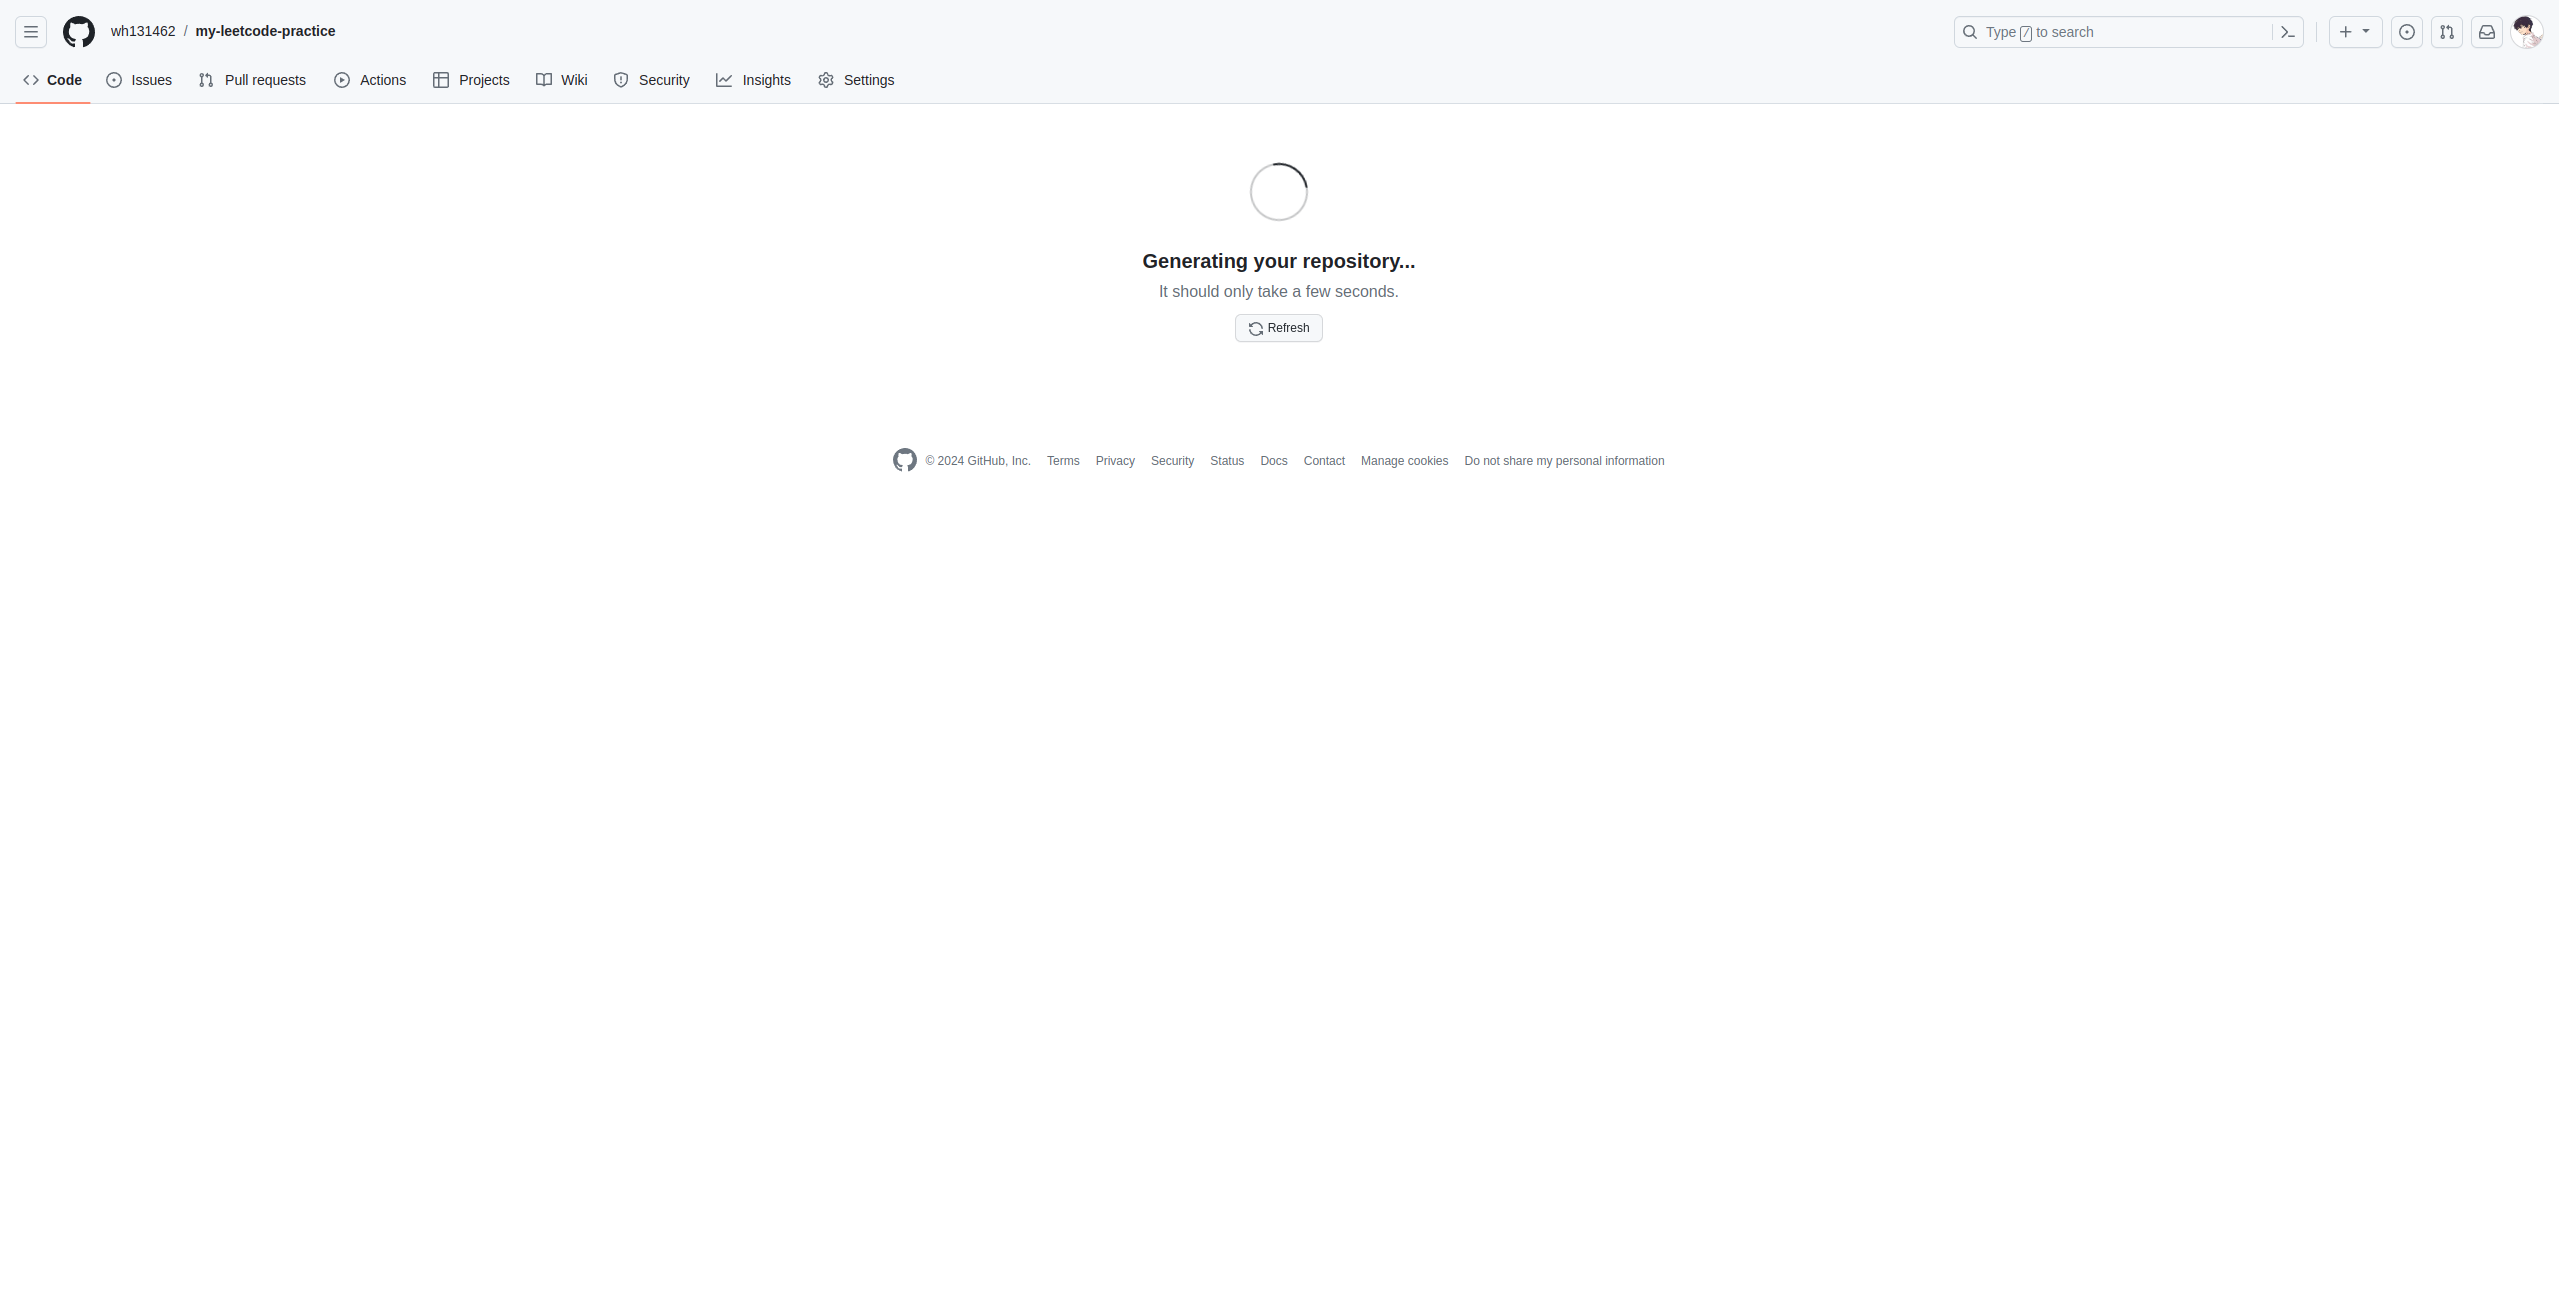 wh131462 / my-leetcode-practice
Type / to search
Code Issues Pull requests Actions Projects Wiki Security Insights Settings
Generating your repository...
It should only take a few seconds.
Refresh
© 2024 GitHub, Inc. Terms Privacy Security Status Docs Contact Manage cookies Do not share my personal information